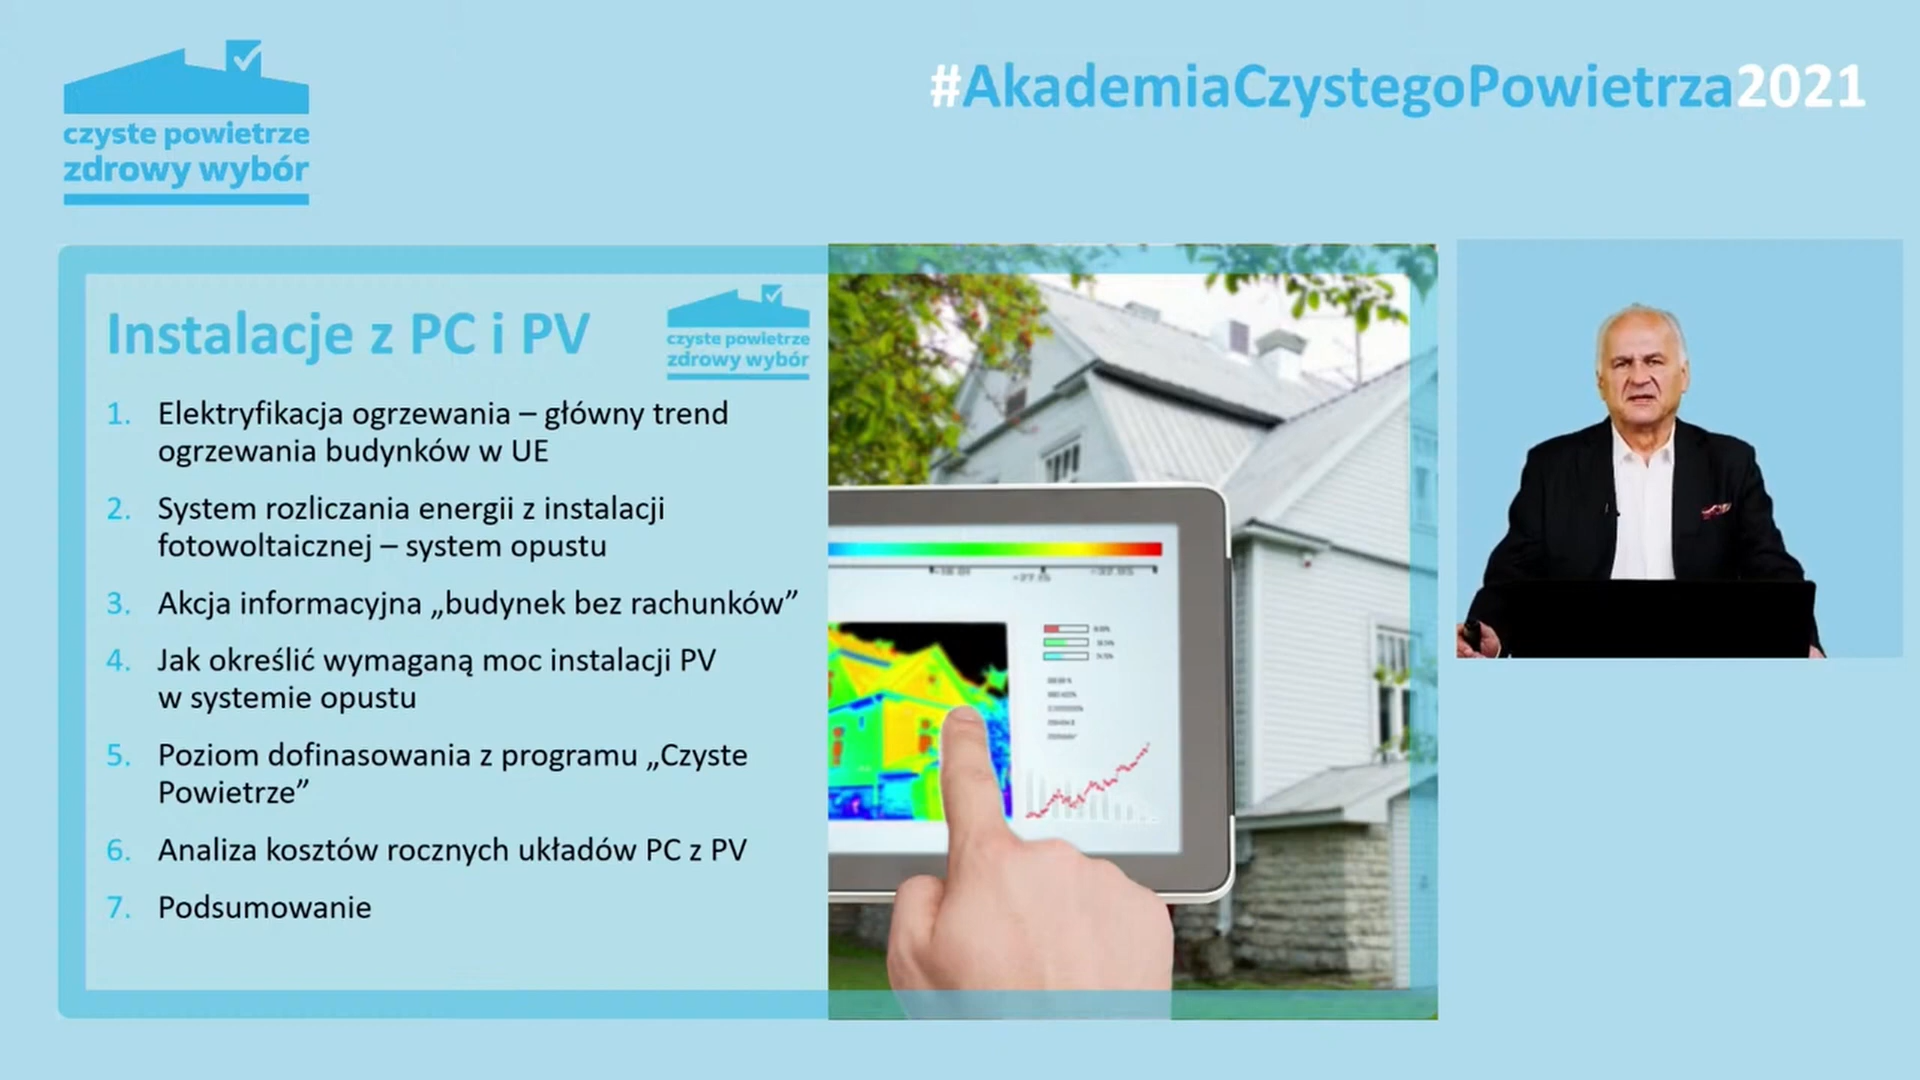 czyste powietrze
zdrowy wybór
#AkademiaCzystegoPowietrza2021
Instalacje z PC i PV
czyste powietrze
zdrowy wybór
1. Elektryfikacja ogrzewania – główny trend
ogrzewania budynków w UE
2. System rozliczania energii z instalacji
fotowoltaicznej – system opustu
3. Akcja informacyjna „budynek bez rachunków”
4. Jak określić wymaganą moc instalacji PV
w systemie opustu
5. Poziom dofinasowania z programu „Czyste
Powietrze”
6. Analiza kosztów rocznych układów PC z PV
7. Podsumowanie